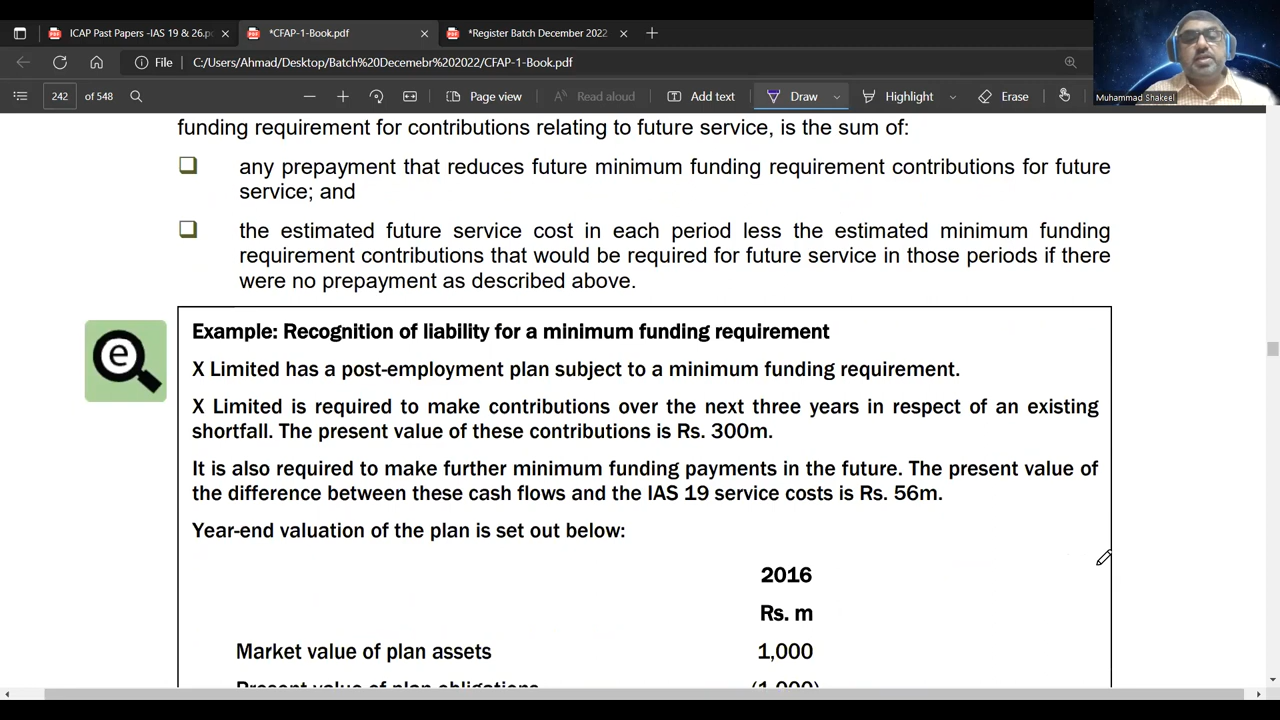 ICAP Past Papers -IAS 19 & 26.p
*CFAP-1-Book.pdf
*Register Batch December 2022
File
C:/Users/Ahmad/Desktop/Batch%20Decemebr%202022/CFAP-1-Book.pdf
242 of 548
Page view
Read aloud
Add text
Draw
Highlight
Erase
Muhammad Shakeel
funding requirement for contributions relating to future service, is the sum of:
any prepayment that reduces future minimum funding requirement contributions for future
service; and
the estimated future service cost in each period less the estimated minimum funding
requirement contributions that would be required for future service in those periods if there
were no prepayment as described above.
e
Example: Recognition of liability for a minimum funding requirement
X Limited has a post-employment plan subject to a minimum funding requirement.
X Limited is required to make contributions over the next three years in respect of an existing
shortfall. The present value of these contributions is Rs. 300m.
It is also required to make further minimum funding payments in the future. The present value of
the difference between these cash flows and the IAS 19 service costs is Rs. 56m.
Year-end valuation of the plan is set out below:
2016
Rs. m
Market value of plan assets 1,000
Present value of plan obligations (1,000)